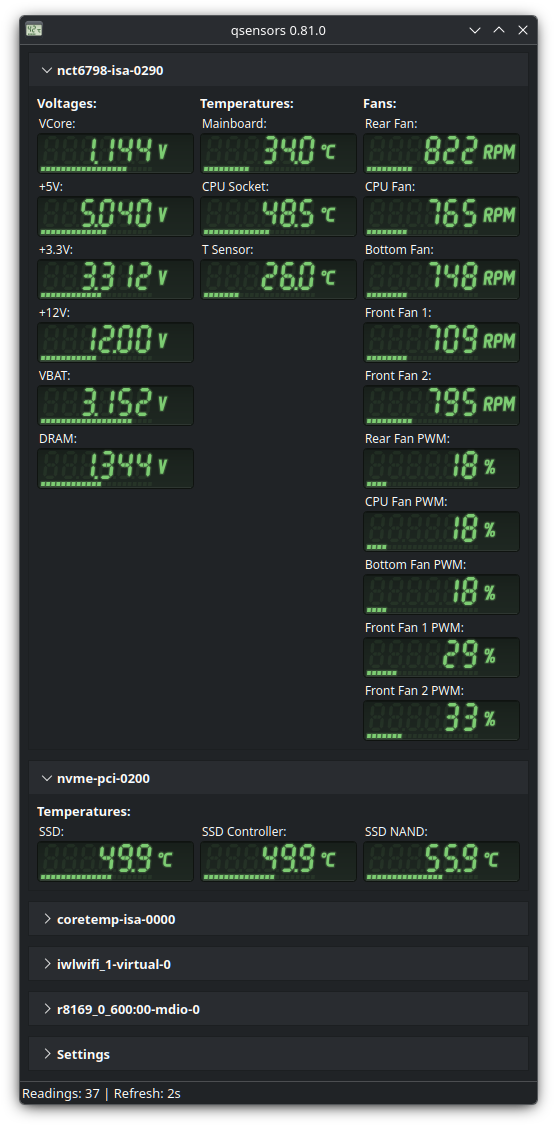 qsensors 0.81.0
nct6798-isa-0290
Voltages: Temperatures: Fans:
VCore: Mainboard: Rear Fan:
1.144 V 34.0 °C 822 RPM
+5V: CPU Socket: CPU Fan:
5.040 V 48.5 °C 765 RPM
+3.3V: T Sensor: Bottom Fan:
3.312 V 26.0 °C 748 RPM
+12V: Front Fan 1:
12.00 V 709 RPM
VBAT: Front Fan 2:
3.152 V 795 RPM
DRAM: Rear Fan PWM:
1.344 V 18 %
CPU Fan PWM:
18 %
Bottom Fan PWM:
18 %
Front Fan 1 PWM:
29 %
Front Fan 2 PWM:
33 %
nvme-pci-0200
Temperatures:
SSD: SSD Controller: SSD NAND:
49.9 °C 49.9 °C 55.9 °C
coretemp-isa-0000
iwlwifi_1-virtual-0
r8169_0_600:00-mdio-0
Settings
Readings: 37 | Refresh: 2s